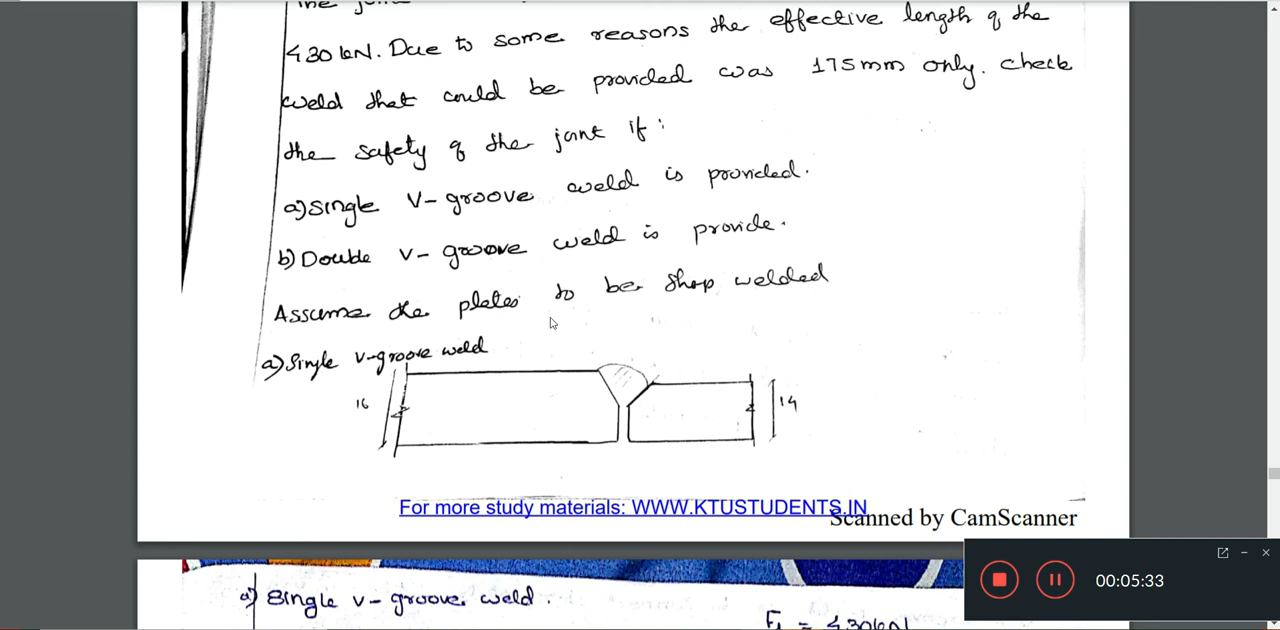 the
430 kN. Due to some reasons the effective length of the
weld that could be provided was 175mm only. check
the safety of the joint if:
a) single V-groove weld is provided.
b) Double V-groove weld is provide.
Assume the plates to be shop welded
a) Single V-groove weld
16
14
For more study materials: WWW.KTUSTUDENTS.IN
Scanned by CamScanner
00:05:33
a) Single V-groove weld.
= 430kN